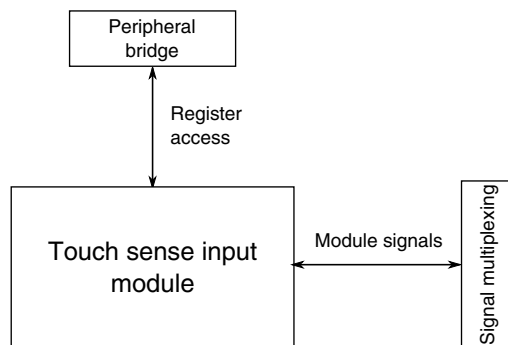 Peripheral
bridge
Register
access
Touch sense input
module
Module signals
Signal multiplexing